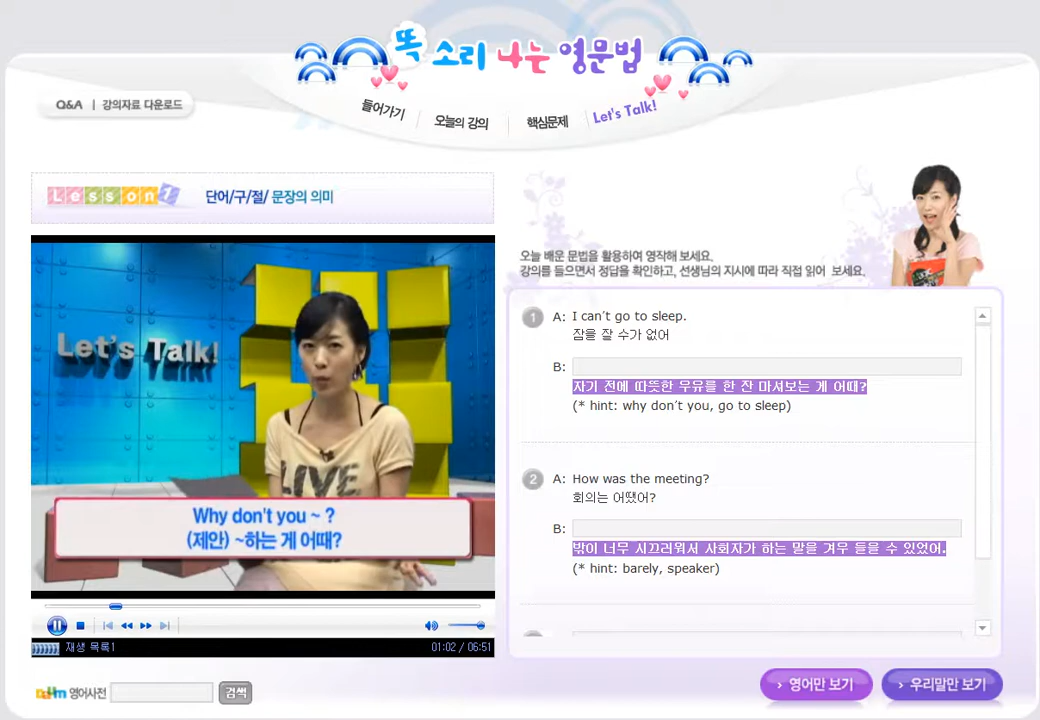 똑 소리 나는 영문법
Q&A | 강의자료 다운로드
들어가기
오늘의 강의
핵심문제
Let's Talk!
Lesson 1
단어/구/절/ 문장의 의미
오늘 배운 문법을 활용하여 영작해 보세요.
강의를 들으면서 정답을 확인하고, 선생님의 지시에 따라 직접 읽어 보세요.
Let's Talk!
LIVE
Why don't you ~ ?
(제안) ~하는 게 어때?
재생 목록1
01:02 / 06:51
1 A: I can't go to sleep.
잠을 잘 수가 없어
B:
자기 전에 따뜻한 우유를 한 잔 마셔보는 게 어때?
(* hint: why don't you, go to sleep)
2 A: How was the meeting?
회의는 어땠어?
B:
밖이 너무 시끄러워서 사회자가 하는 말을 겨우 들을 수 있었어.
(* hint: barely, speaker)
Daum 영어사전
검색
› 영어만 보기
› 우리말만 보기